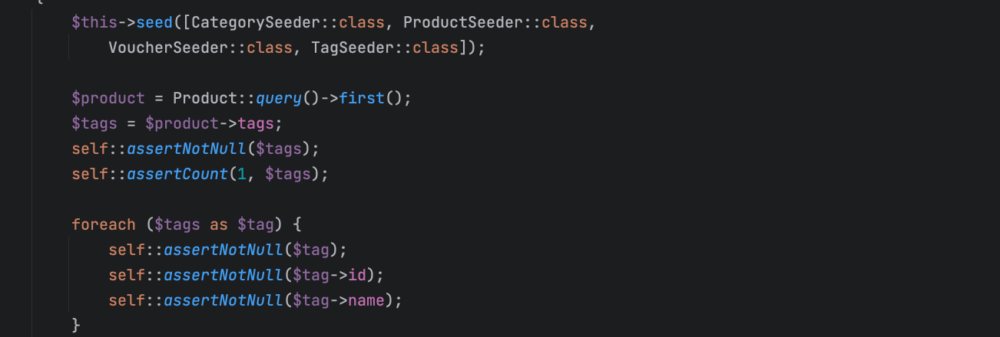 {
$this->seed([CategorySeeder::class, ProductSeeder::class,
VoucherSeeder::class, TagSeeder::class]);
$product = Product::query()->first();
$tags = $product->tags;
self::assertNotNull($tags);
self::assertCount(1, $tags);
foreach ($tags as $tag) {
self::assertNotNull($tag);
self::assertNotNull($tag->id);
self::assertNotNull($tag->name);
}